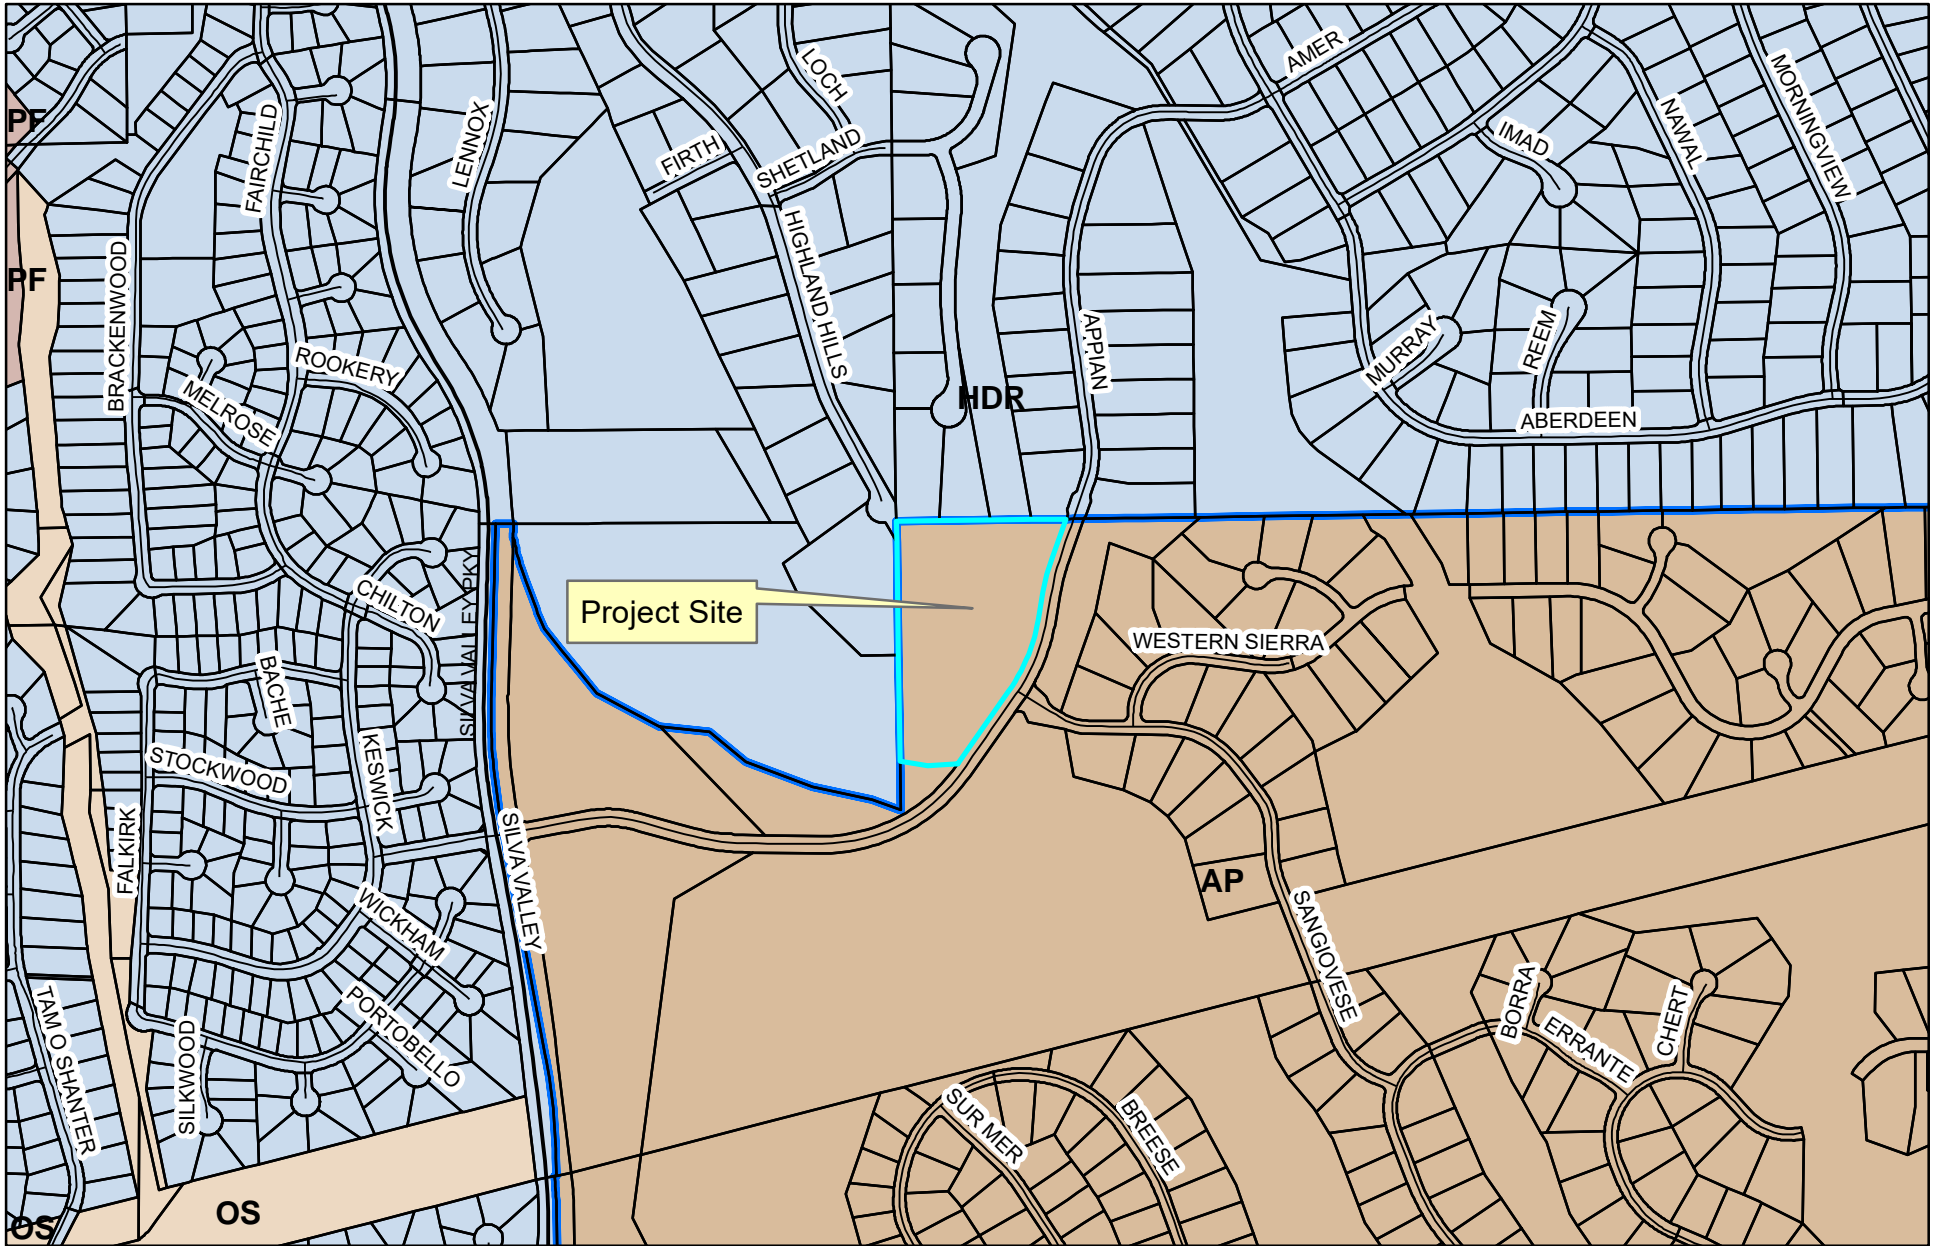 LOCH
AMER
PF
FAIRCHILD
LENNOX
FIRTH
SHETLAND
IMAD
NAWAL
MORNINGVIEW
PF
BRACKENWOOD
HIGHLAND HILLS
ROOKERY
MELROSE
HDR
APPIAN
MURRAY
REEM
ABERDEEN
CHILTON
SILVA VALLEY PKY
Project Site
WESTERN SIERRA
BACHE
KESWICK
STOCKWOOD
FALKIRK
SILVA VALLEY
AP
WICKHAM
SANGIOVESE
PORTOBELLO
BORRA
ERRANTE
CHERT
TAM O SHANTER
SILKWOOD
SUR MER
BREESE
OS
OS